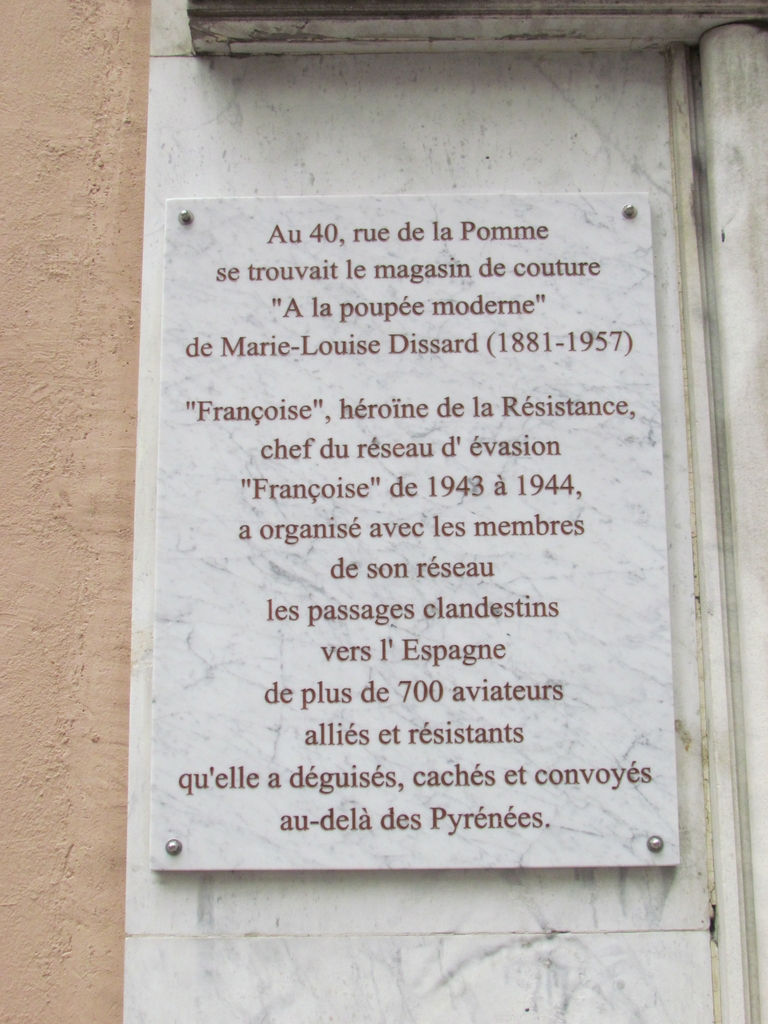 Au 40, rue de la Pomme
se trouvait le magasin de couture
"A la poupée moderne"
de Marie-Louise Dissard (1881-1957)
"Françoise", héroïne de la Résistance,
chef du réseau d' évasion
"Françoise" de 1943 à 1944,
a organisé avec les membres
de son réseau
les passages clandestins
vers l' Espagne
de plus de 700 aviateurs
alliés et résistants
qu'elle a déguisés, cachés et convoyés
au-delà des Pyrénées.